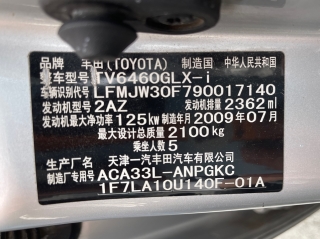 品牌 丰田(TOYOTA) 制造国 中华人民共和国
整车型号 TV6460GLX-i
车辆识别代号 LFMJW30F790017140
发动机型号 2AZ 发动机排量 2362ml
发动机最大净功率 125kw 制造年月 2009年07月
最大设计总质量 2100kg
乘坐人数 5
天津一汽丰田汽车有限公司
制造厂专用号 ACA33L-ANPGKC
1F7LA10U140F-01A